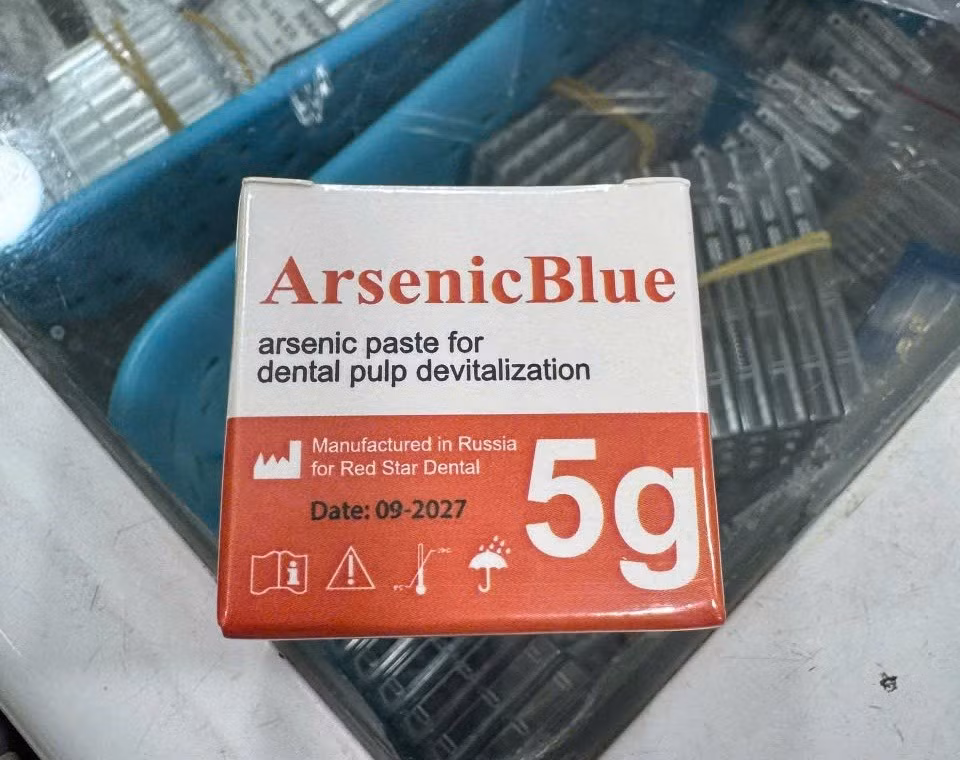 ArsenicBlue
arsenic paste for
dental pulp devitalization
Manufactured in Russia
for Red Star Dental
Date: 09-2027
5g